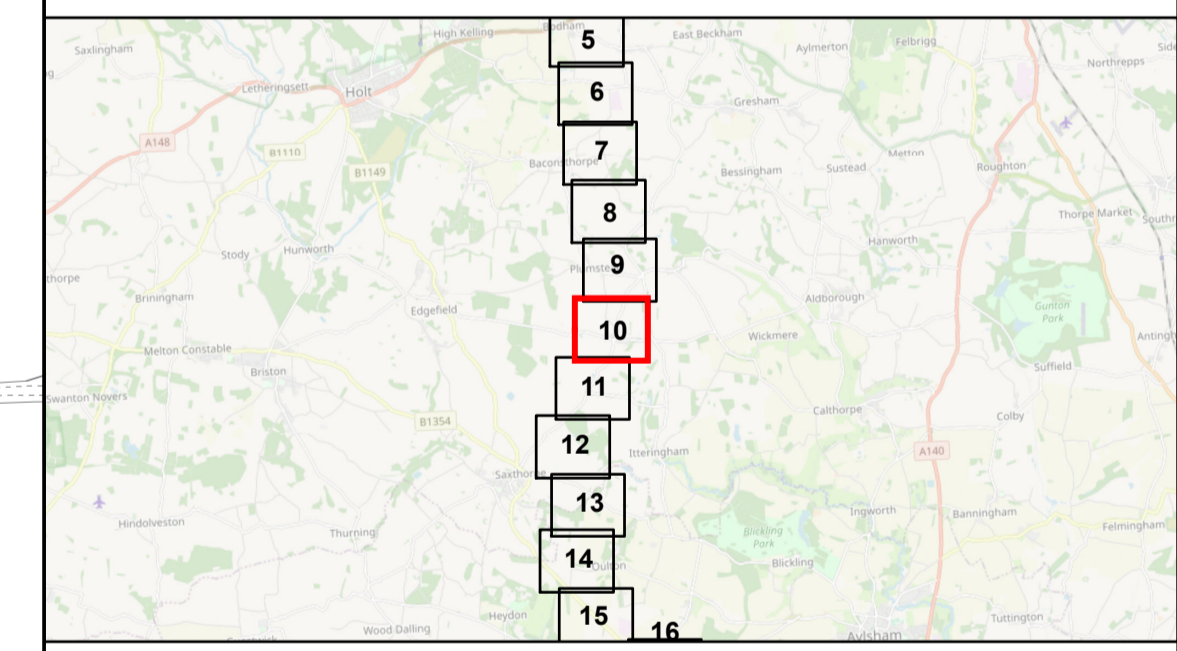 Bodham
5
High Kelling
East Beckham
Felbrigg
Aylmerton
Saxlingham
Northrepps
Letheringsett
Holt
6
Gresham
A148
B1110
7
Baconsthorpe
Metton
B1149
Bessingham
Sustead
Roughton
8
Thorpe Market
Hanworth
Stody
Hunworth
9
Plumste
thorpe
Briningham
Aldborough
Edgefield
Gunton
Park
10
Wickmere
Melton Constable
Suffield
Briston
11
Swanton Novers
Calthorpe
Colby
B1354
12
Itteringham
A140
Saxthorpe
13
Ingworth
Banningham
Hindolveston
Felmingham
Thurning
Blickling
Park
14
Oulton
Blickling
15
Heydon
Tuttington
Wood Dalling
16
Aylsham